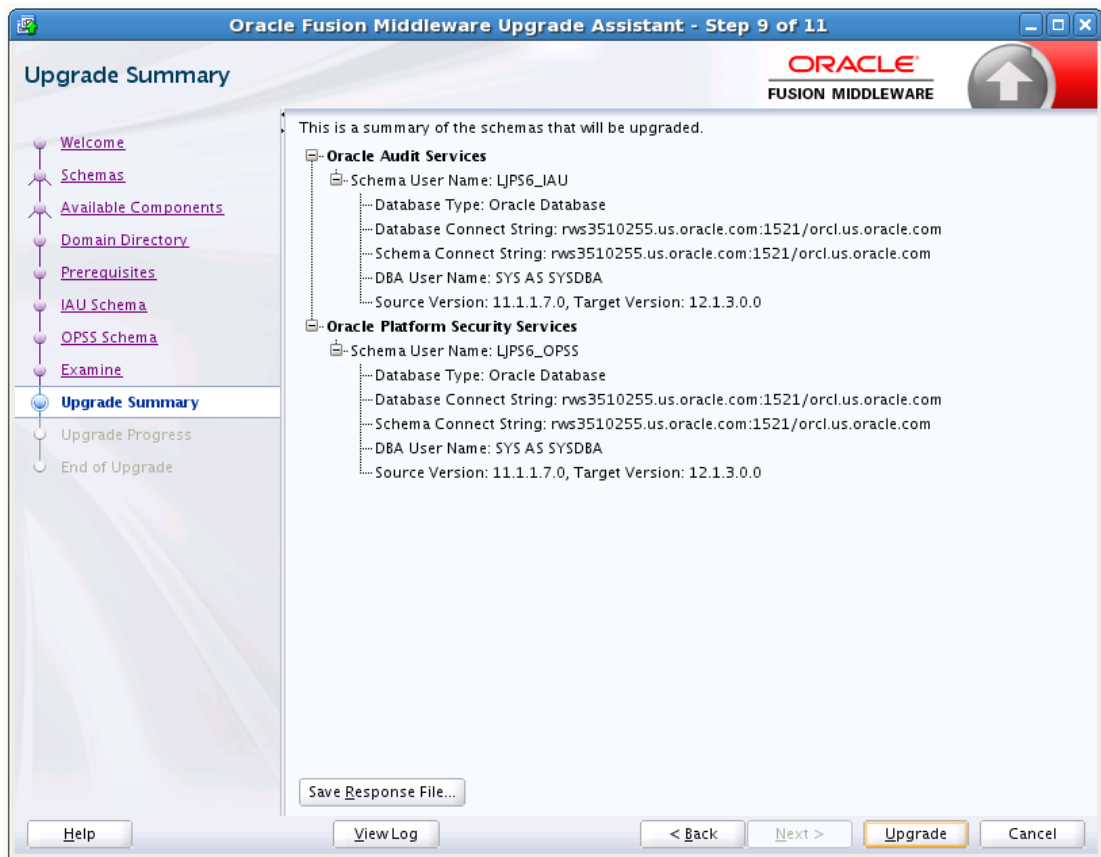 Oracle Fusion Middleware Upgrade Assistant - Step 9 of 11
Upgrade Summary
ORACLE
FUSION MIDDLEWARE
Welcome
Schemas
Available Components
Domain Directory
Prerequisites
IAU Schema
OPSS Schema
Examine
Upgrade Summary
Upgrade Progress
End of Upgrade
This is a summary of the schemas that will be upgraded.
Oracle Audit Services
Schema User Name: LJPS6_IAU
Database Type: Oracle Database
Database Connect String: rws3510255.us.oracle.com:1521/orcl.us.oracle.com
Schema Connect String: rws3510255.us.oracle.com:1521/orcl.us.oracle.com
DBA User Name: SYS AS SYSDBA
Source Version: 11.1.1.7.0, Target Version: 12.1.3.0.0
Oracle Platform Security Services
Schema User Name: LJPS6_OPSS
Database Type: Oracle Database
Database Connect String: rws3510255.us.oracle.com:1521/orcl.us.oracle.com
Schema Connect String: rws3510255.us.oracle.com:1521/orcl.us.oracle.com
DBA User Name: SYS AS SYSDBA
Source Version: 11.1.1.7.0, Target Version: 12.1.3.0.0
Save Response File...
Help
View Log
< Back
Next >
Upgrade
Cancel